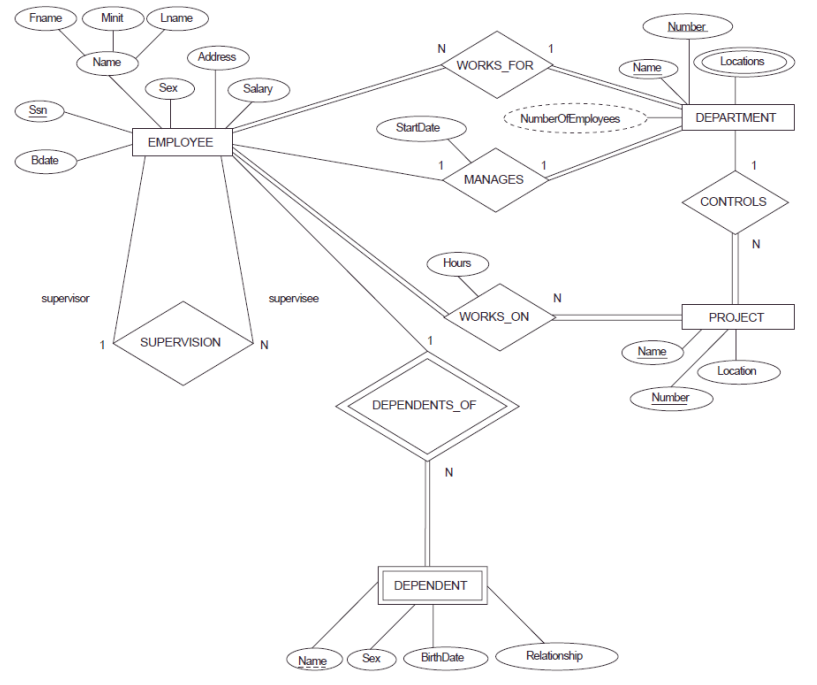 Fname
Minit
Lname
Name
Address
Sex
Salary
Ssn
Bdate
EMPLOYEE
N
WORKS_FOR
1
Number
Name
Locations
NumberOfEmployees
DEPARTMENT
StartDate
1
MANAGES
1
1
CONTROLS
N
supervisor
supervisee
1
SUPERVISION
N
Hours
WORKS_ON
N
PROJECT
Name
Location
Number
1
DEPENDENTS_OF
N
DEPENDENT
Name
Sex
BirthDate
Relationship